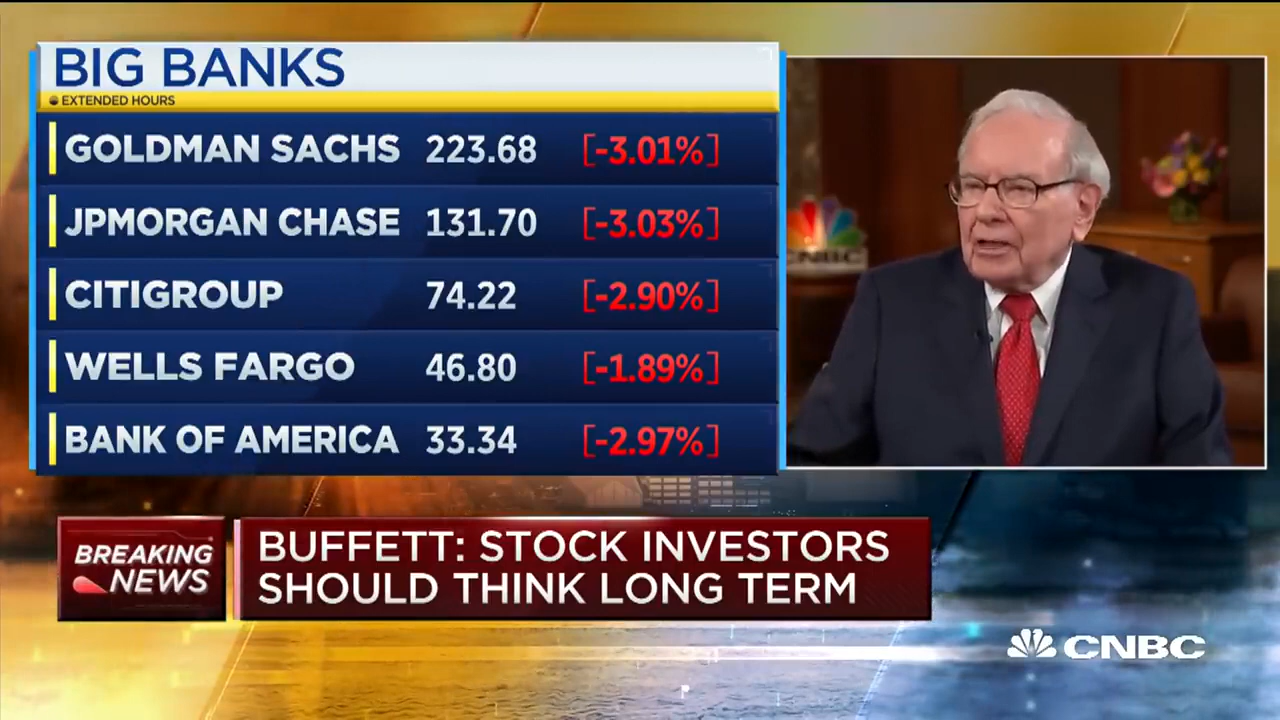 BIG BANKS
EXTENDED HOURS
GOLDMAN SACHS 223.68 [-3.01%]
JPMORGAN CHASE 131.70 [-3.03%]
CITIGROUP 74.22 [-2.90%]
WELLS FARGO 46.80 [-1.89%]
BANK OF AMERICA 33.34 [-2.97%]
CNBC
BREAKING
NEWS
BUFFETT: STOCK INVESTORS
SHOULD THINK LONG TERM
CNBC